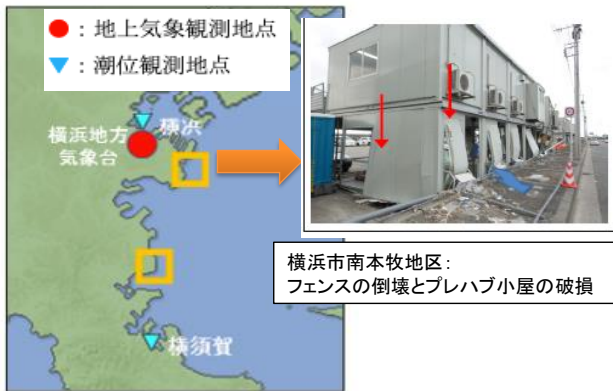 ●：地上気象観測地点
▼：潮位観測地点
横浜
横浜地方
気象台
横須賀
横浜市南本牧地区：
フェンスの倒壊とプレハブ小屋の破損